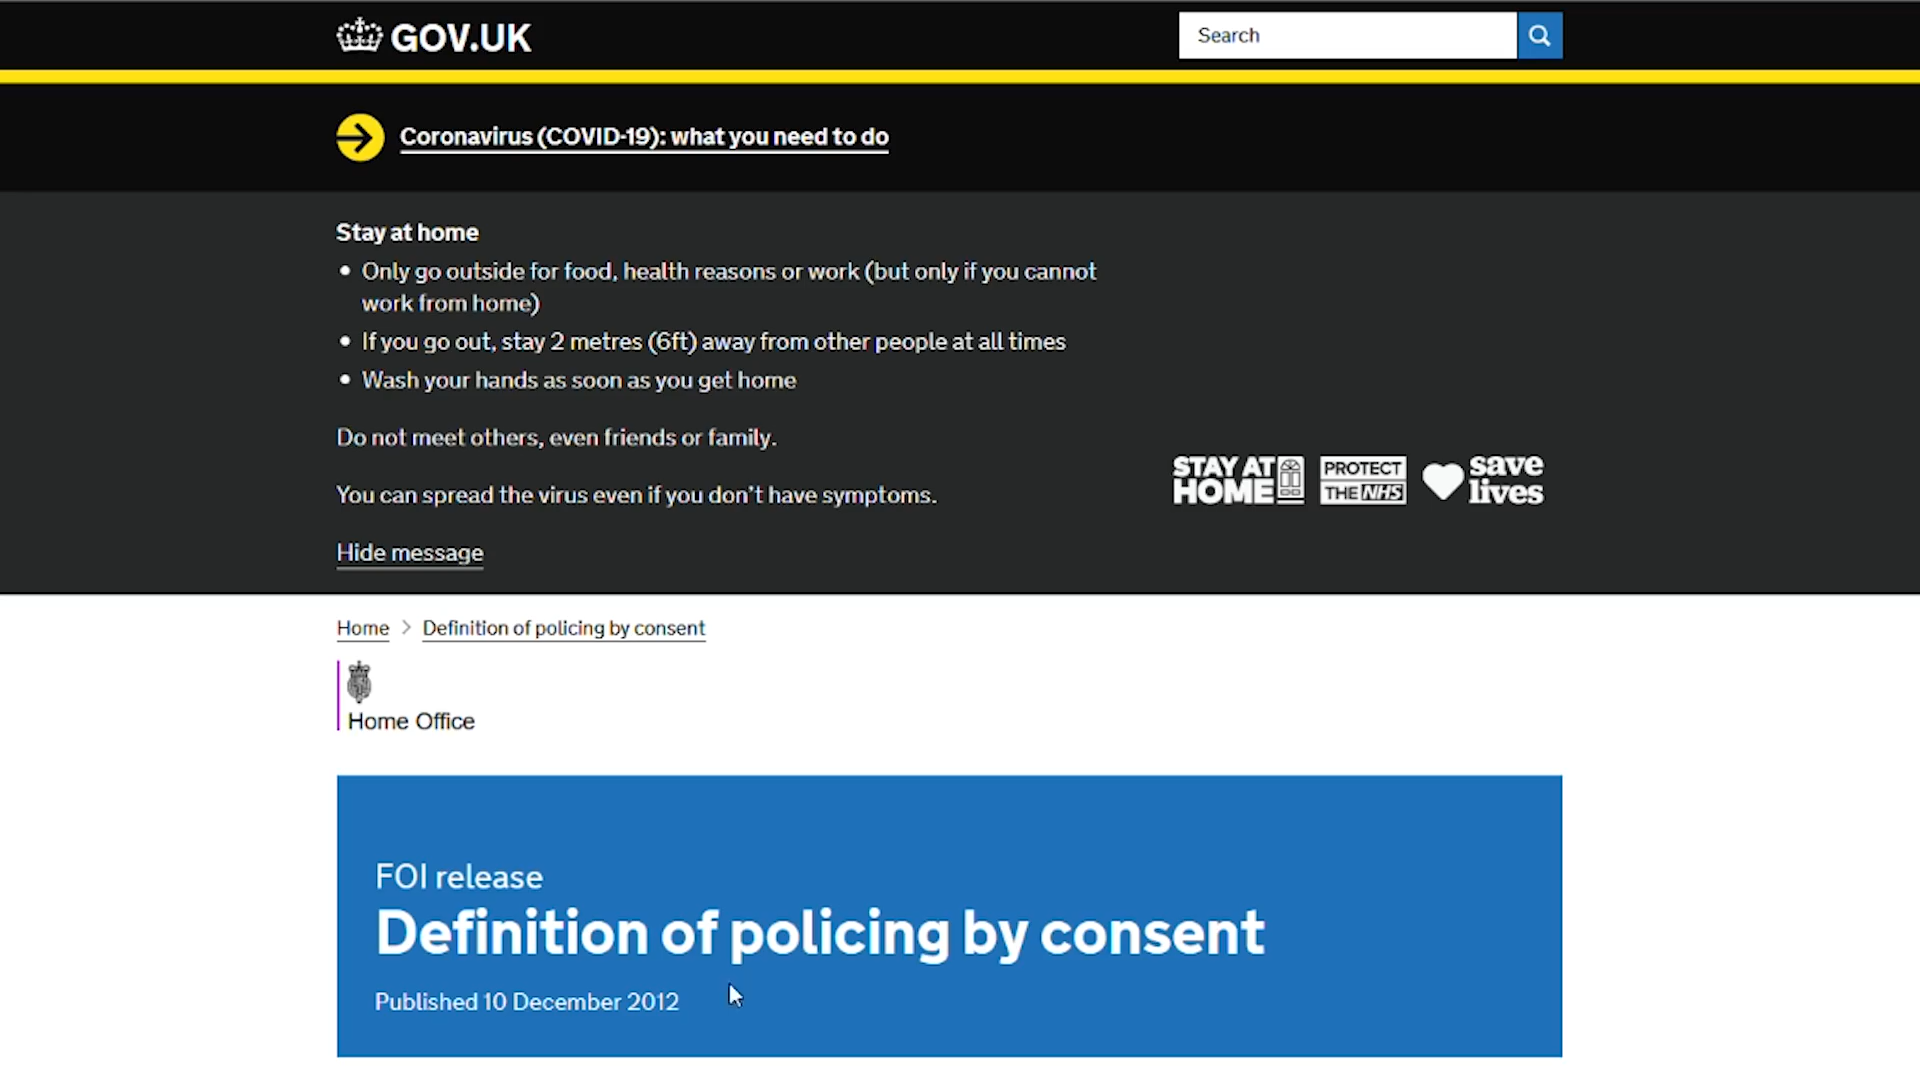 GOV.UK
Search
Coronavirus (COVID-19): what you need to do
Stay at home
• Only go outside for food, health reasons or work (but only if you cannot
work from home)
• If you go out, stay 2 metres (6ft) away from other people at all times
• Wash your hands as soon as you get home
Do not meet others, even friends or family.
You can spread the virus even if you don't have symptoms.
STAY AT
HOME
PROTECT
THE NHS
save
lives
Hide message
Home > Definition of policing by consent
Home Office
FOI release
Definition of policing by consent
Published 10 December 2012